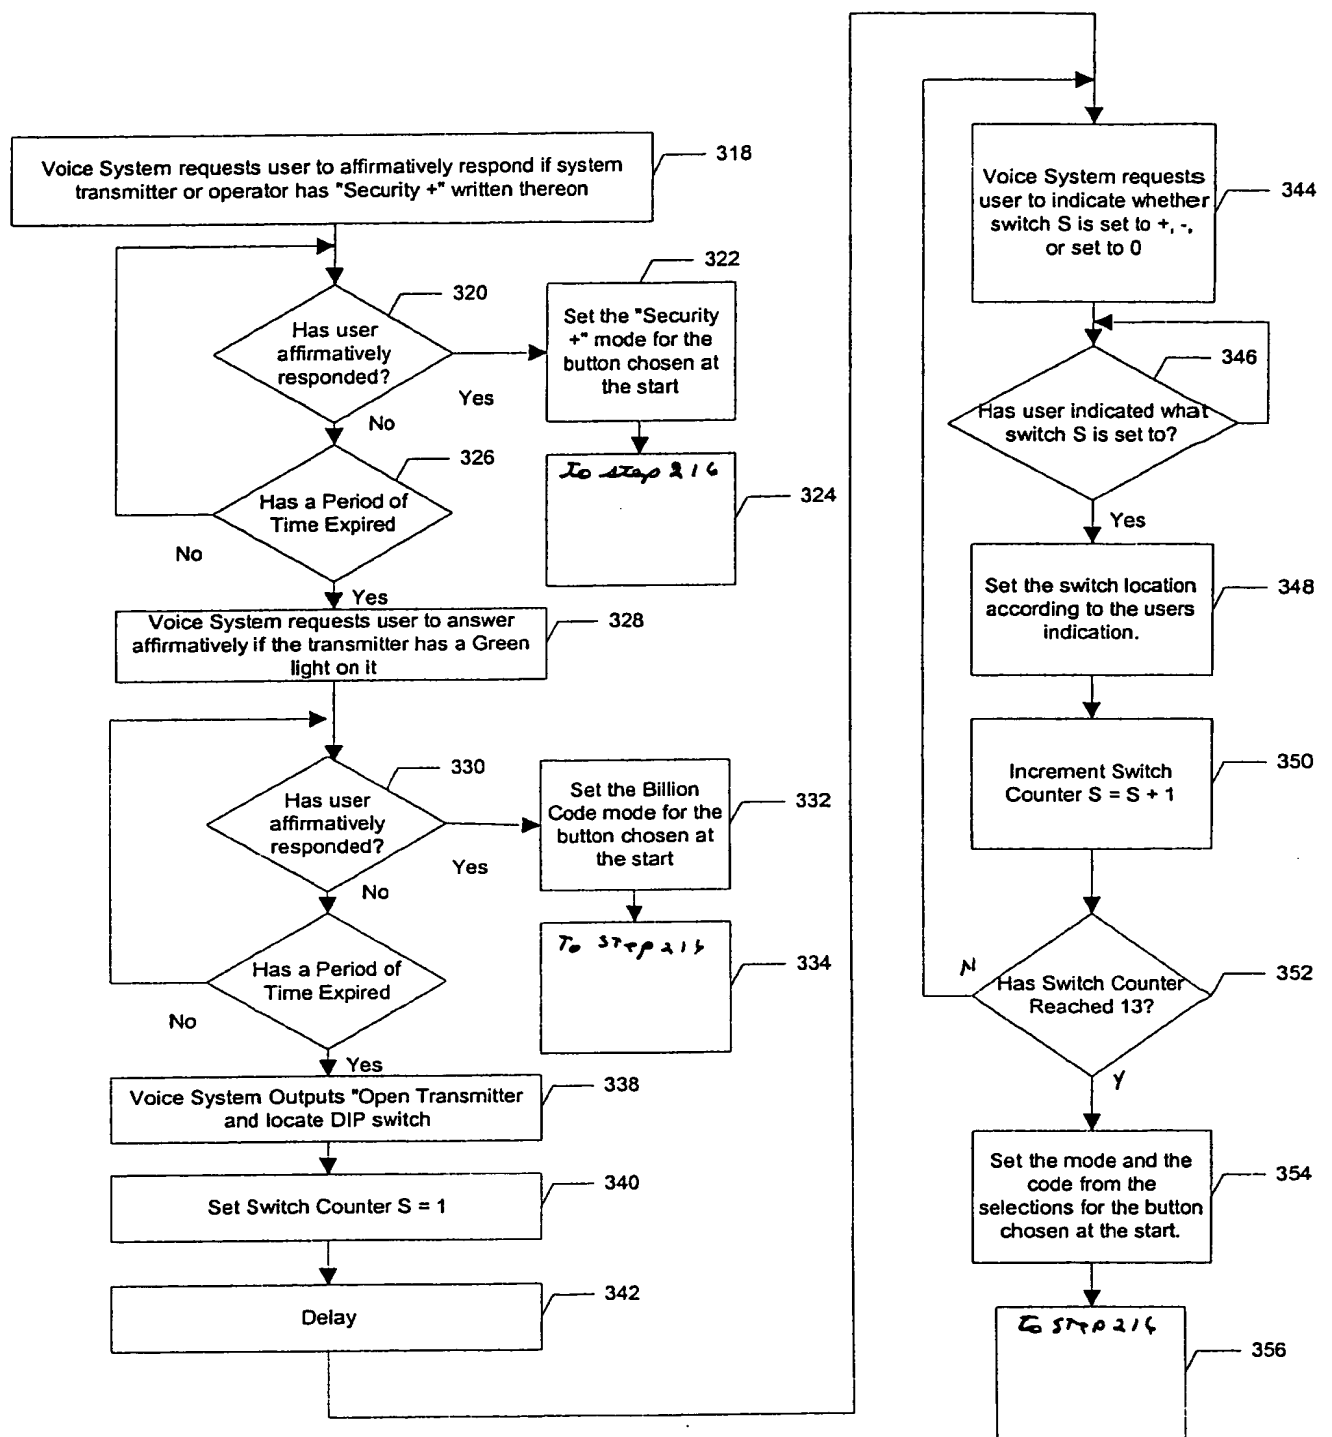 Voice System requests user to affirmatively respond if system
transmitter or operator has "Security +" written thereon
318
320
Has user
affirmatively
responded?
Yes
No
322
Set the "Security
+" mode for the
button chosen at
the start
326
Has a Period of
Time Expired
No
Yes
To step 216
324
Voice System requests user to answer
affirmatively if the transmitter has a Green
light on it
328
330
Has user
affirmatively
responded?
Yes
No
Set the Billion
Code mode for the
button chosen at
the start
332
Has a Period of
Time Expired
No
Yes
To step 216
334
Voice System Outputs "Open Transmitter
and locate DIP switch
338
Set Switch Counter S = 1
340
Delay
342
Voice System requests
user to indicate whether
switch S is set to +, -,
or set to 0
344
346
Has user indicated what
switch S is set to?
Yes
Set the switch location
according to the users
indication.
348
Increment Switch
Counter S = S + 1
350
N
Has Switch Counter
Reached 13?
352
Y
Set the mode and the
code from the
selections for the button
chosen at the start.
354
To step 216
356